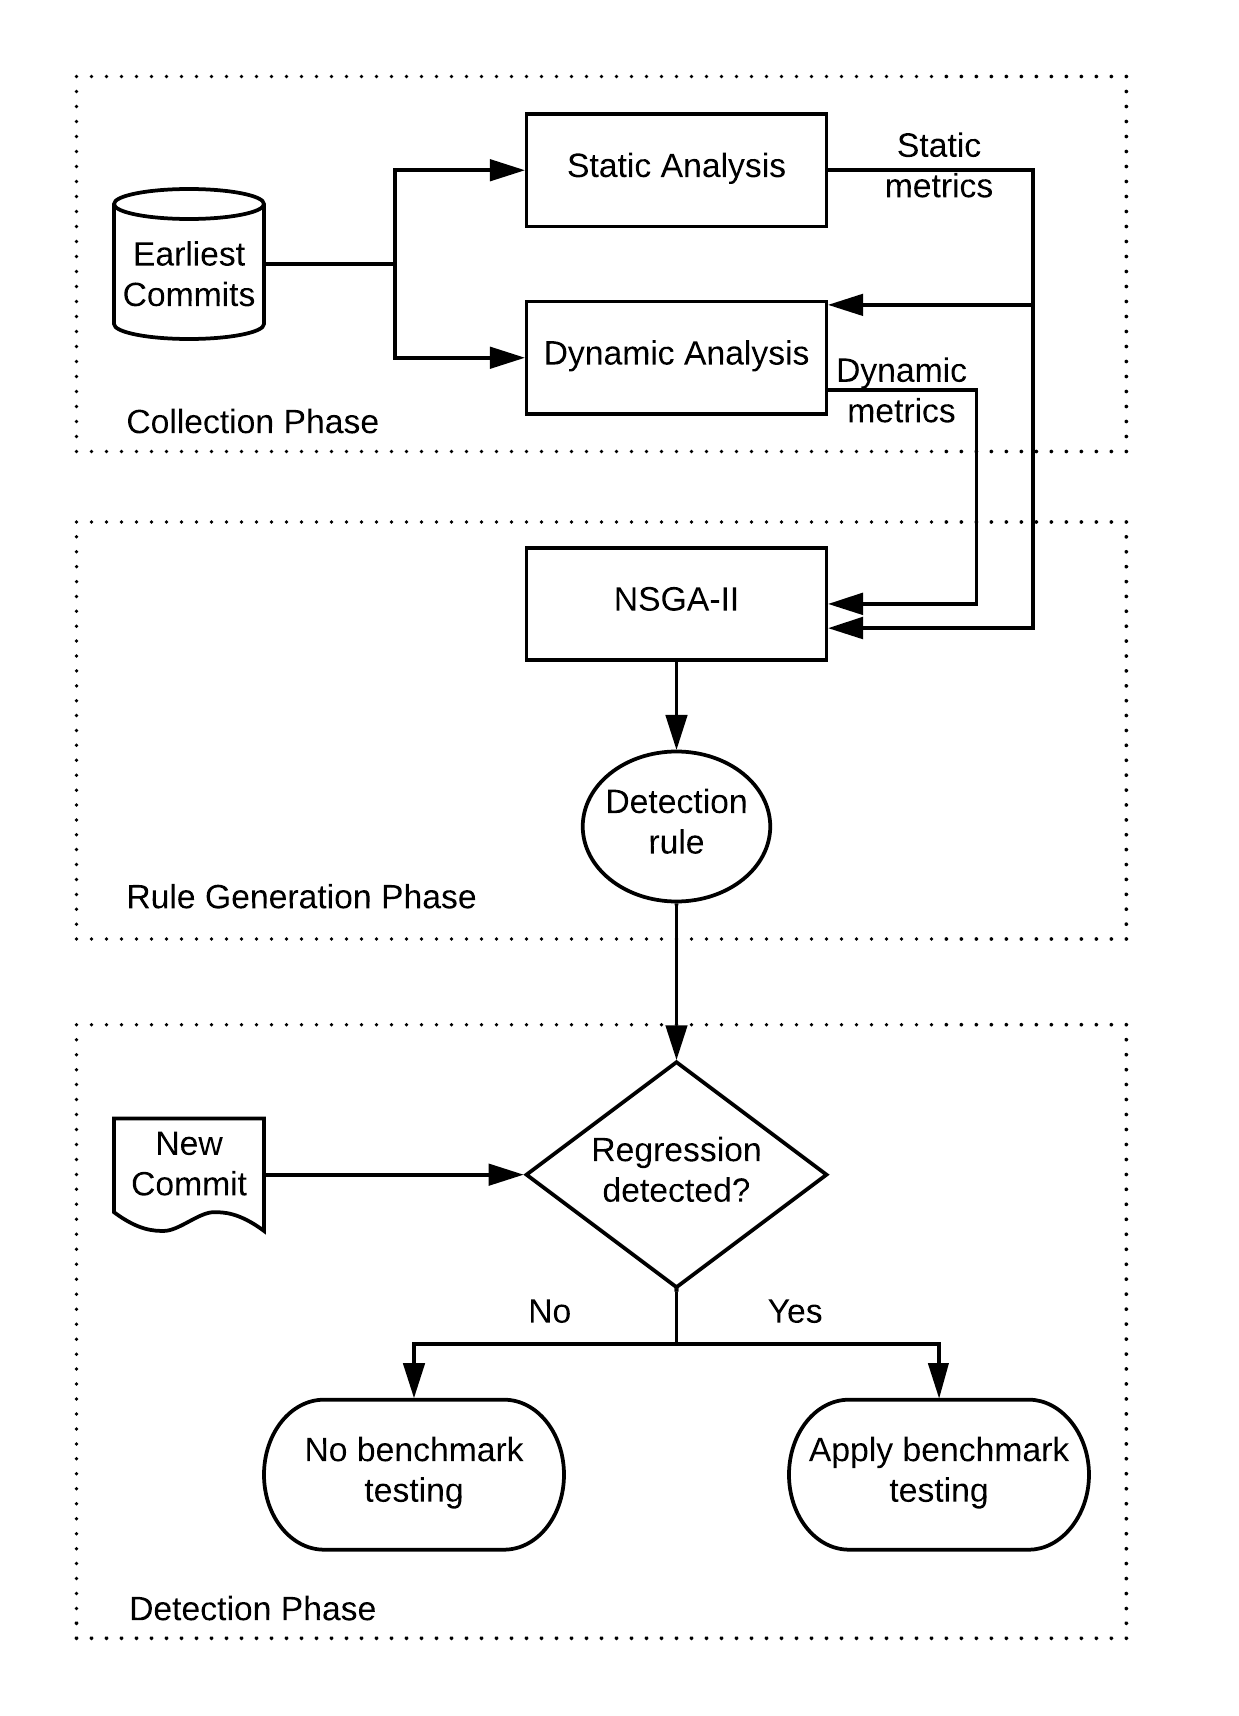 Static Analysis
Static
metrics
Earliest
Commits
Dynamic Analysis
Dynamic
metrics
Collection Phase
NSGA-II
Detection
rule
Rule Generation Phase
New
Commit
Regression
detected?
No
Yes
No benchmark
testing
Apply benchmark
testing
Detection Phase